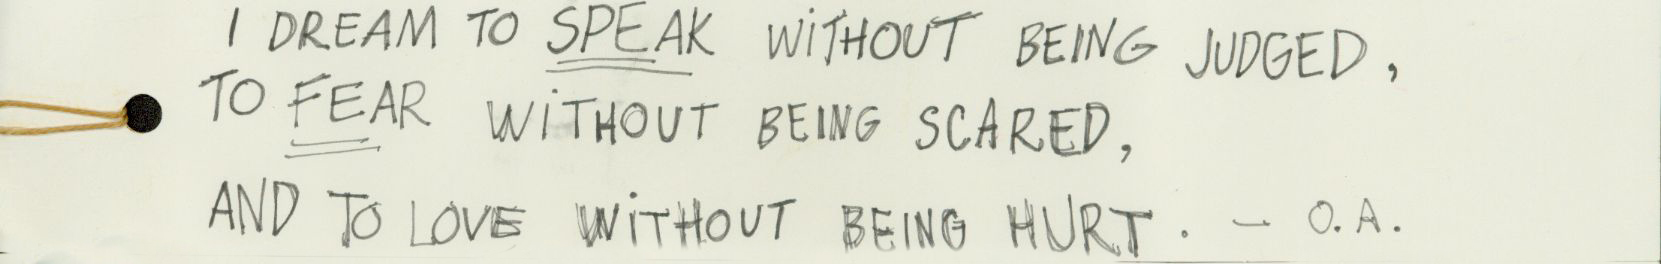 I DREAM TO SPEAK WiTHOUT BEING JUDGED,
TO FEAR WiTHOUT BEING SCARED,
AND TO LOVE WiTHOUT BEING HURT. – O.A.